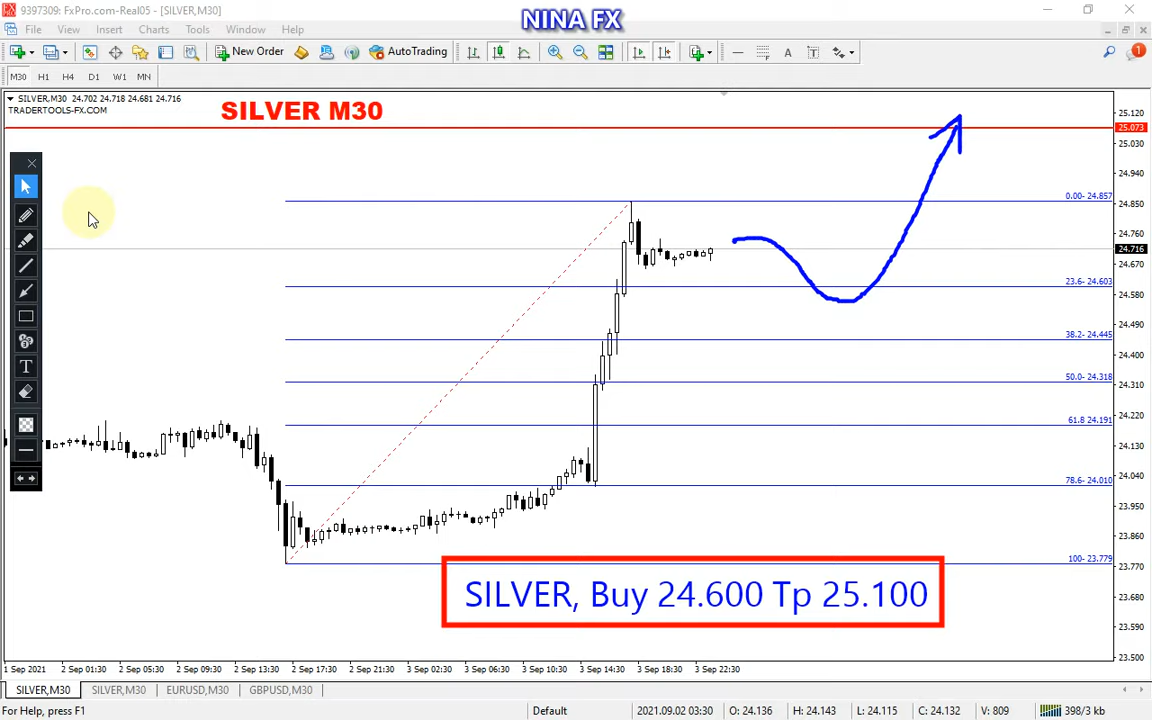 9397309: FxPro.com-Real05 - [SILVER,M30]
NINA FX
File View Insert Charts Tools Window Help
New Order AutoTrading
1
M30 H1 H4 D1 W1 MN
SILVER,M30 24.702 24.718 24.681 24.716
TRADERTOOLS-FX.COM
SILVER M30
25.120
25.073
25.030
24.940
0.00- 24.857
24.850
24.760
24.716
24.670
23.6- 24.603
24.580
24.490
38.2- 24.445
24.400
50.0- 24.318
24.310
61.8 24.191
24.220
24.130
78.6- 24.010
24.040
23.950
23.860
100- 23.779
23.770
23.680
23.590
23.500
SILVER, Buy 24.600 Tp 25.100
1 Sep 2021 2 Sep 01:30 2 Sep 05:30 2 Sep 09:30 2 Sep 13:30 2 Sep 17:30 2 Sep 21:30 3 Sep 02:30 3 Sep 06:30 3 Sep 10:30 3 Sep 14:30 3 Sep 18:30 3 Sep 22:30
SILVER,M30 SILVER,M30 EURUSD,M30 GBPUSD,M30
For Help, press F1 Default 2021.09.02 03:30 O: 24.136 H: 24.143 L: 24.115 C: 24.132 V: 809 398/3 kb